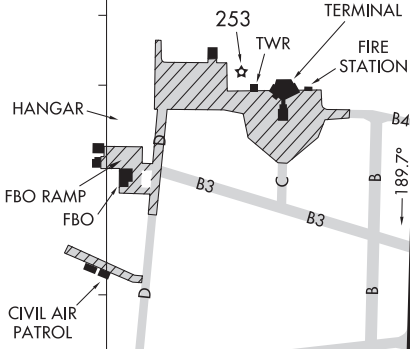 TERMINAL
253
TWR
FIRE
STATION
HANGAR
B4
D
B
189.7°
FBO RAMP
B3
C
FBO
B3
D
B
CIVIL AIR
PATROL